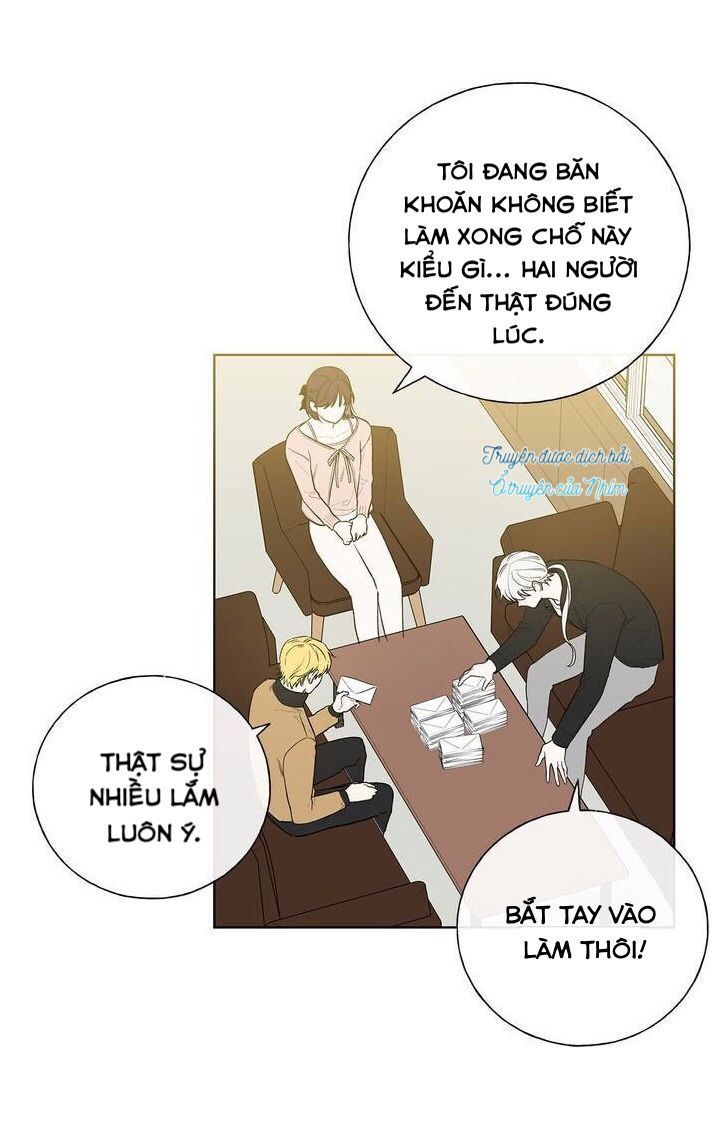 TÔI ĐANG BĂN
KHOĂN KHÔNG BIẾT
LÀM XONG CHỖ NÀY
KIỂU GÌ... HAI NGƯỜI
ĐẾN THẬT ĐÚNG
LÚC.
Truyện được dịch bởi
Ổ truyện của Nhím
THẬT SỰ
NHIỀU LẮM
LUÔN Ý.
BẮT TAY VÀO
LÀM THÔI!